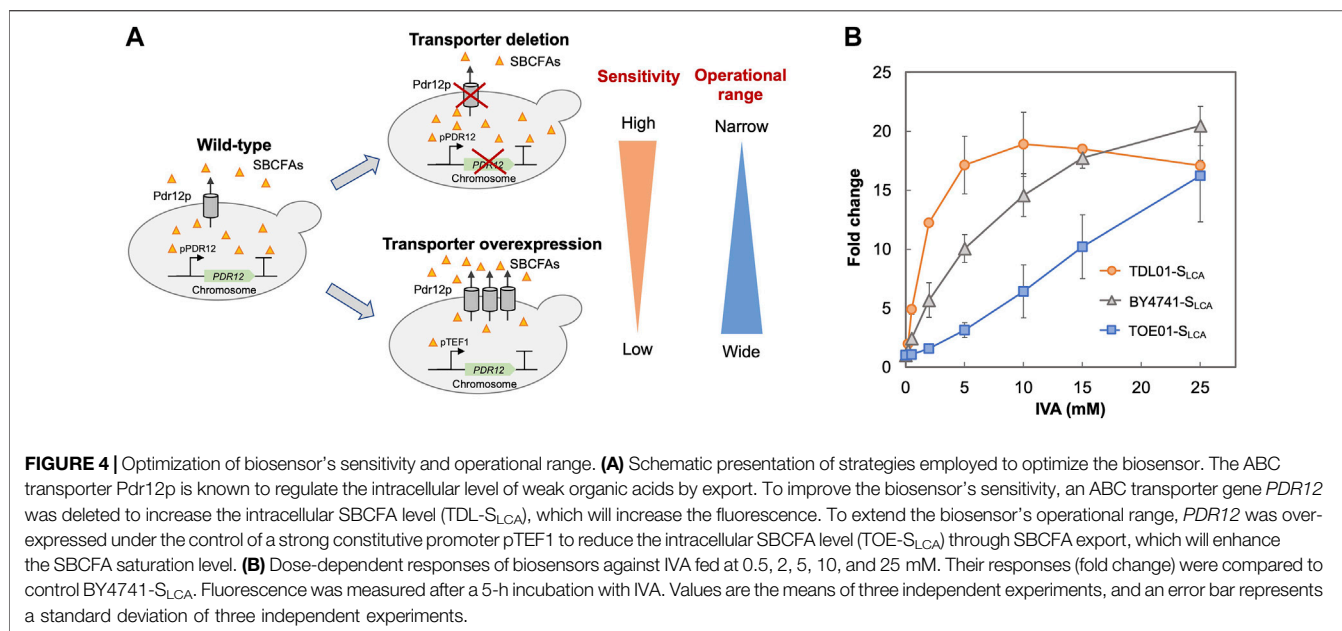 A
Transporter deletion
SBCFAs
Pdr12p
pPDR12
PDR12
Chromosome
Wild-type
SBCFAs
Pdr12p
pPDR12
PDR12
Chromosome
Transporter overexpression
SBCFAs
Pdr12p
pTEF1
PDR12
Chromosome
Sensitivity
High
Low
Operational
range
Narrow
Wide
B
Fold change
25
20
15
10
5
0
0 5 10 15 20 25
IVA (mM)
TDL01-SLCA
BY4741-SLCA
TOE01-SLCA
FIGURE 4 | Optimization of biosensor's sensitivity and operational range. (A) Schematic presentation of strategies employed to optimize the biosensor. The ABC
transporter Pdr12p is known to regulate the intracellular level of weak organic acids by export. To improve the biosensor's sensitivity, an ABC transporter gene PDR12
was deleted to increase the intracellular SBCFA level (TDL-SLCA), which will increase the fluorescence. To extend the biosensor's operational range, PDR12 was over-
expressed under the control of a strong constitutive promoter pTEF1 to reduce the intracellular SBCFA level (TOE-SLCA) through SBCFA export, which will enhance
the SBCFA saturation level. (B) Dose-dependent responses of biosensors against IVA fed at 0.5, 2, 5, 10, and 25 mM. Their responses (fold change) were compared to
control BY4741-SLCA. Fluorescence was measured after a 5-h incubation with IVA. Values are the means of three independent experiments, and an error bar represents
a standard deviation of three independent experiments.